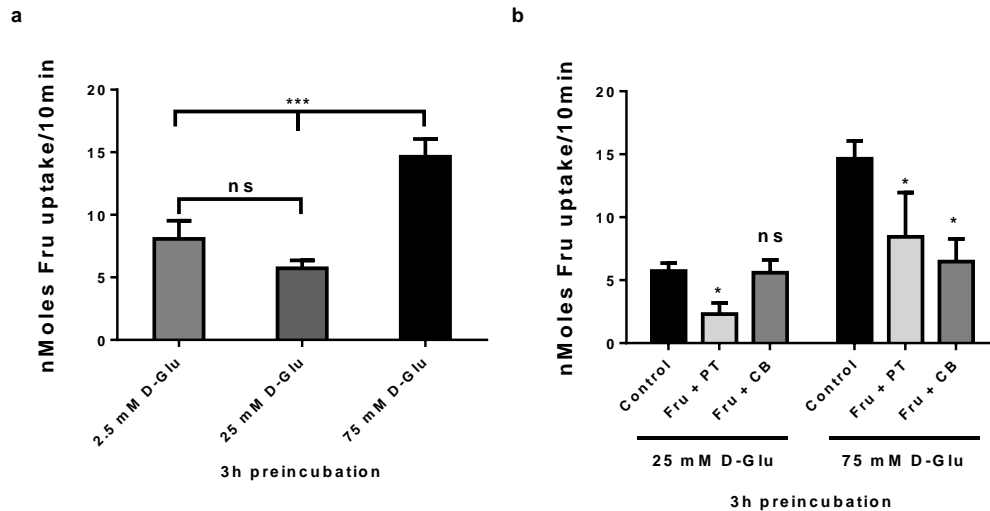 a
nMoles Fru uptake/10min
20
15
10
5
0
***
ns
2.5 mM D-Glu
25 mM D-Glu
75 mM D-Glu
3h preincubation
b
nMoles Fru uptake/10min
20
15
10
5
0
*
ns
*
*
Control
Fru + PT
Fru + CB
Control
Fru + PT
Fru + CB
25 mM D-Glu
75 mM D-Glu
3h preincubation